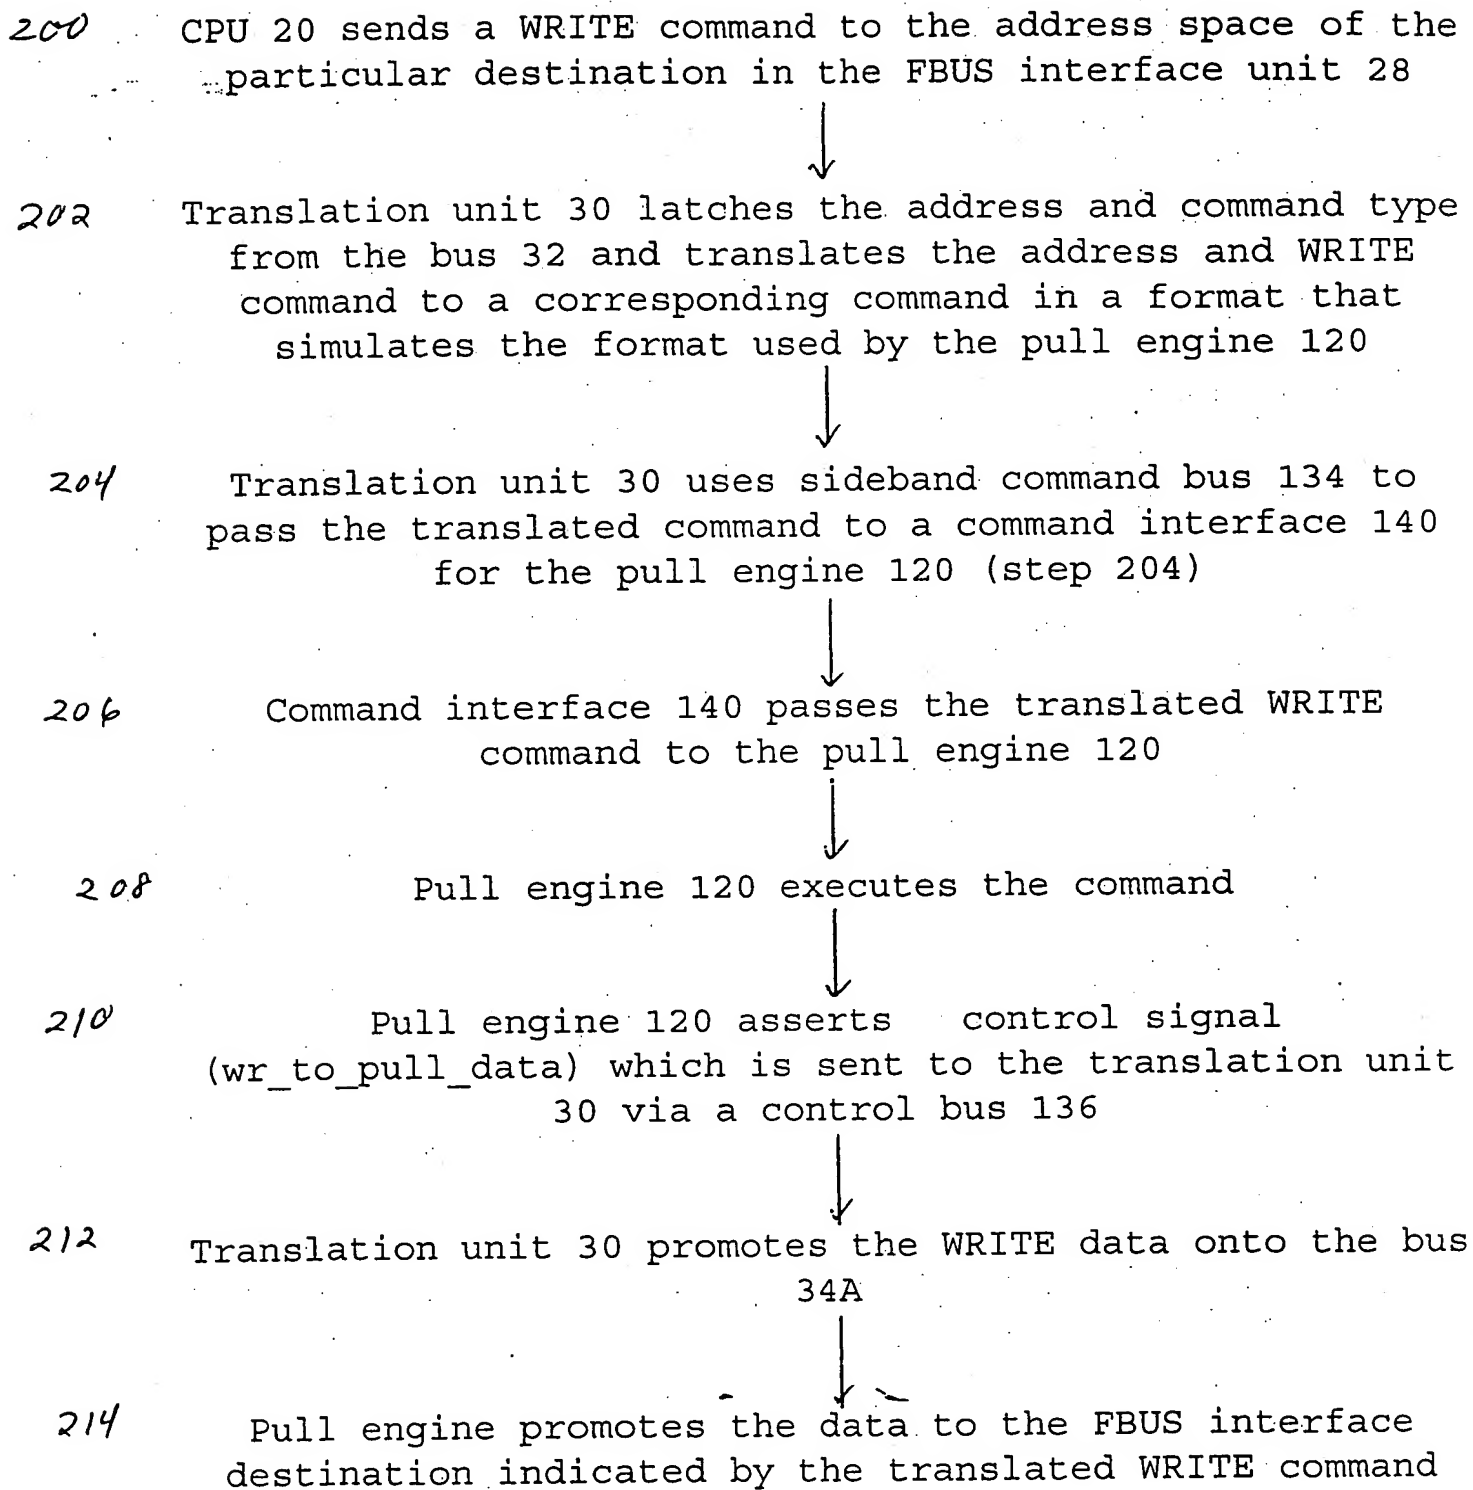 200 CPU 20 sends a WRITE command to the address space of the
particular destination in the FBUS interface unit 28
202 Translation unit 30 latches the address and command type
from the bus 32 and translates the address and WRITE
command to a corresponding command in a format that
simulates the format used by the pull engine 120
204 Translation unit 30 uses sideband command bus 134 to
pass the translated command to a command interface 140
for the pull engine 120 (step 204)
206 Command interface 140 passes the translated WRITE
command to the pull engine 120
208 Pull engine 120 executes the command
210 Pull engine 120 asserts control signal
(wr_to_pull_data) which is sent to the translation unit
30 via a control bus 136
212 Translation unit 30 promotes the WRITE data onto the bus
34A
214 Pull engine promotes the data to the FBUS interface
destination indicated by the translated WRITE command